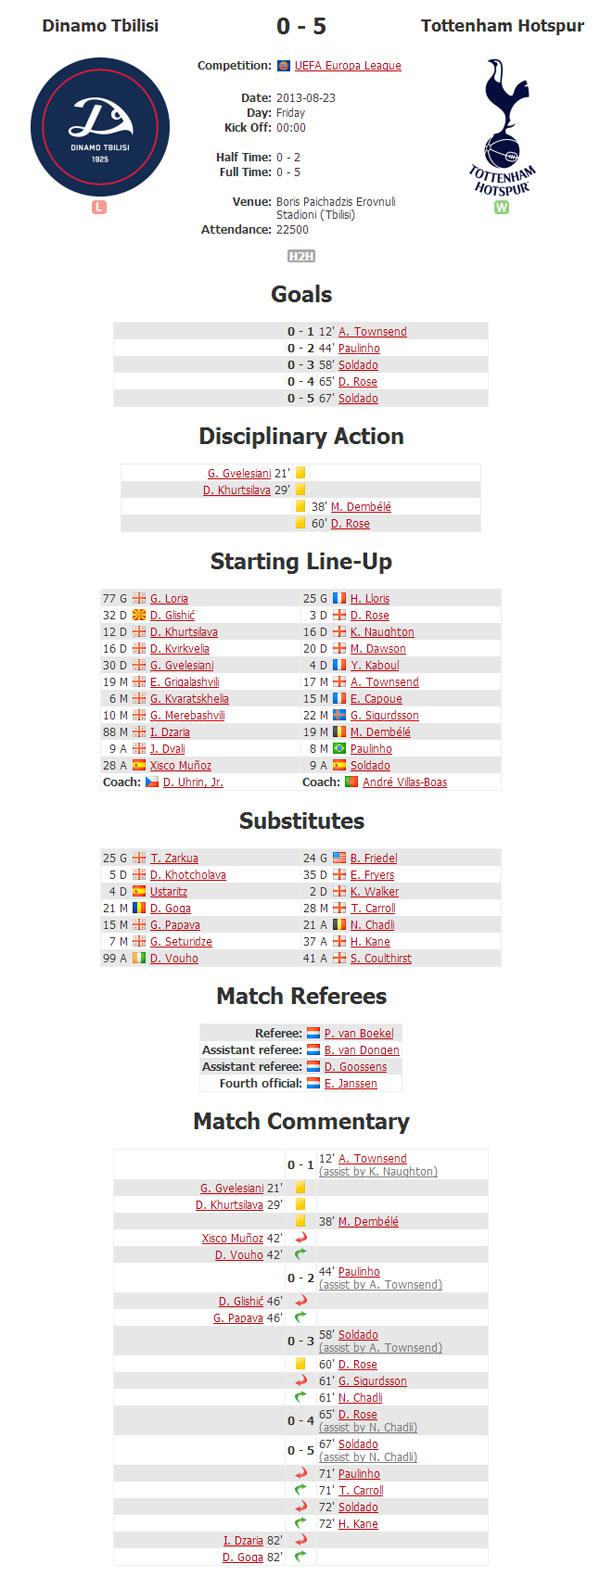 Dinamo Tbilisi 0 - 5 Tottenham Hotspur
Competition: UEFA Europa League
Date: 2013-08-23
Day: Friday
Kick Off: 00:00
Half Time: 0 - 2
Full Time: 0 - 5
Venue: Boris Paichadzis Erovnuli
Stadioni (Tbilisi)
Attendance: 22500
DINAMO TBILISI
1925
L
TOTTENHAM
HOTSPUR
W
H2H
Goals
0 - 1 12' A. Townsend
0 - 2 44' Paulinho
0 - 3 58' Soldado
0 - 4 65' D. Rose
0 - 5 67' Soldado
Disciplinary Action
G. Gvelesiani 21'
D. Khurtsilava 29'
38' M. Dembélé
60' D. Rose
Starting Line-Up
77 G G. Loria 25 G H. Lloris
32 D D. Glishić 3 D D. Rose
12 D D. Khurtsilava 16 D K. Naughton
16 D D. Kvirkvelia 20 D M. Dawson
30 D G. Gvelesiani 4 D Y. Kaboul
19 M E. Grigalashvili 17 M A. Townsend
6 M G. Kvaratskhelia 15 M E. Capoue
10 M G. Merebashvili 22 M G. Sigurdsson
88 M I. Dzaria 19 M M. Dembélé
9 A J. Dvali 8 M Paulinho
28 A Xisco Muñoz 9 A Soldado
Coach: D. Uhrin, Jr. Coach: André Villas-Boas
Substitutes
25 G T. Zarkua 24 G B. Friedel
5 D D. Khotcholava 35 D E. Fryers
4 D Ustaritz 2 D K. Walker
21 M D. Goga 28 M T. Carroll
15 M G. Papava 21 A N. Chadli
7 M G. Seturidze 37 A H. Kane
99 A D. Vouho 41 A S. Coulthirst
Match Referees
Referee: P. van Boekel
Assistant referee: B. van Dongen
Assistant referee: D. Goossens
Fourth official: E. Janssen
Match Commentary
0 - 1 12' A. Townsend
(assist by K. Naughton)
G. Gvelesiani 21'
D. Khurtsilava 29'
38' M. Dembélé
Xisco Muñoz 42'
D. Vouho 42'
0 - 2 44' Paulinho
(assist by A. Townsend)
D. Glishić 46'
G. Papava 46'
0 - 3 58' Soldado
(assist by A. Townsend)
60' D. Rose
61' G. Sigurdsson
61' N. Chadli
0 - 4 65' D. Rose
(assist by N. Chadli)
0 - 5 67' Soldado
(assist by N. Chadli)
71' Paulinho
71' T. Carroll
72' Soldado
72' H. Kane
I. Dzaria 82'
D. Goga 82'